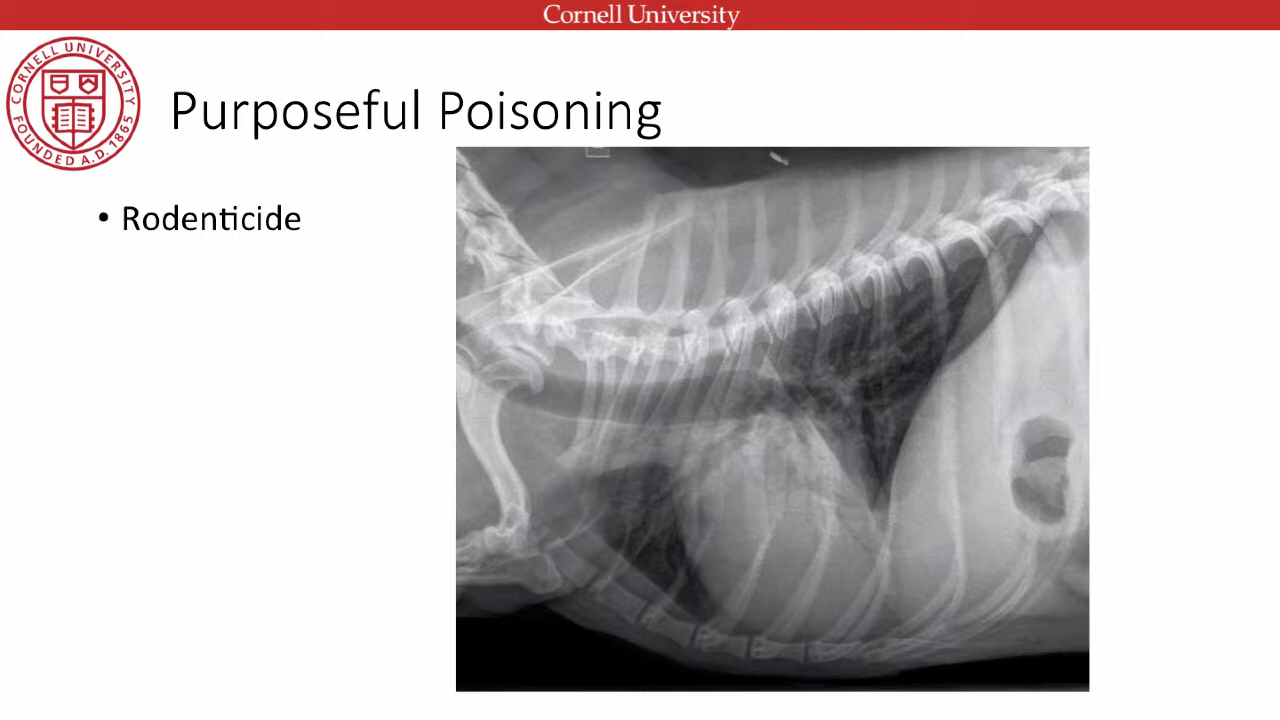 Cornell University
CORNELL UNIVERSITY
FOUNDED A.D. 1865
Purposeful Poisoning
• Rodenticide